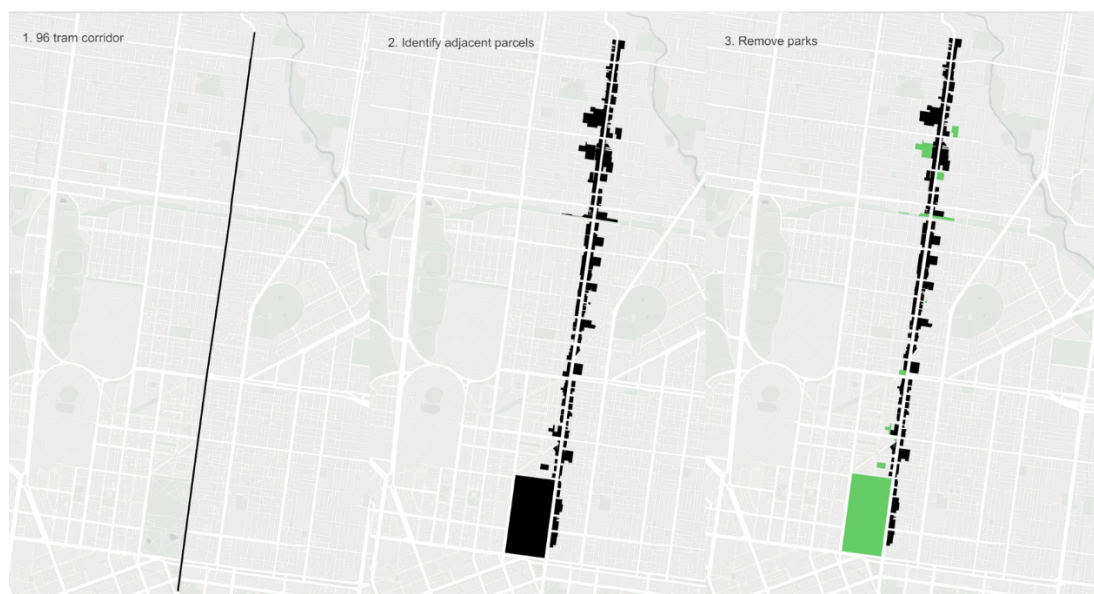 1. 96 tram corridor
2. Identify adjacent parcels
3. Remove parks